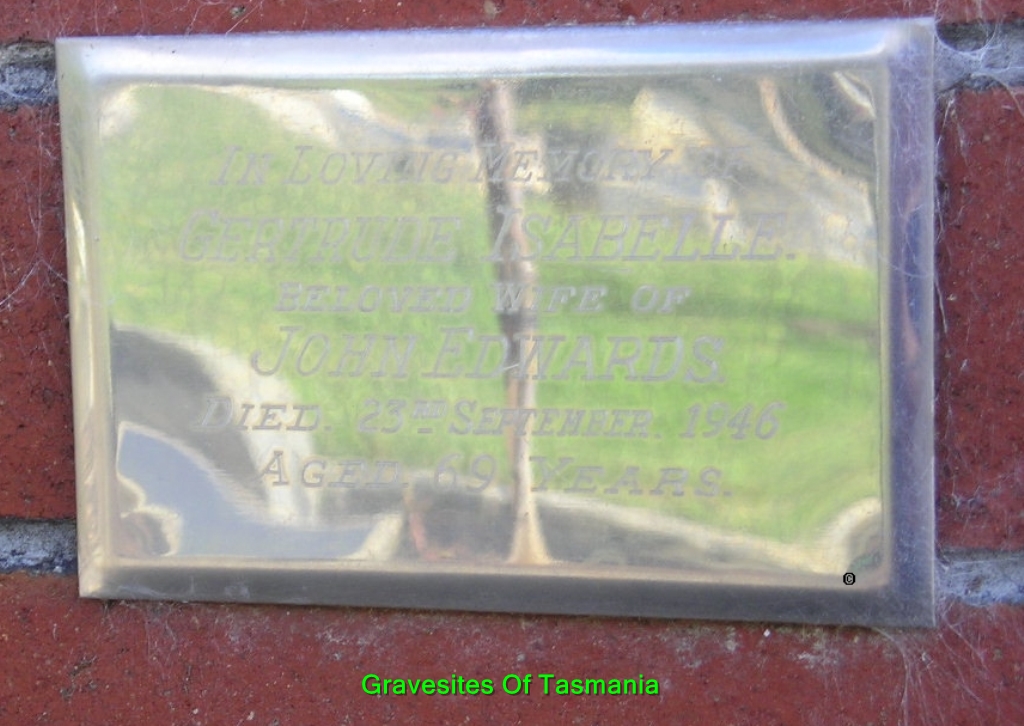 In Loving Memory of
Gertrude Isabelle.
Beloved Wife of
John Edwards.
Died. 23rd September. 1946
Aged. 69 Years.
©
Gravesites Of Tasmania